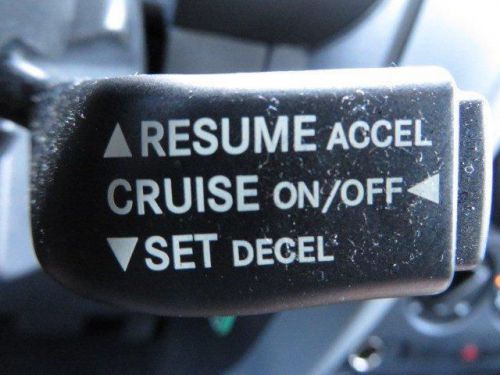 ▲RESUME ACCEL
CRUISE ON/OFF◀
▼SET DECEL